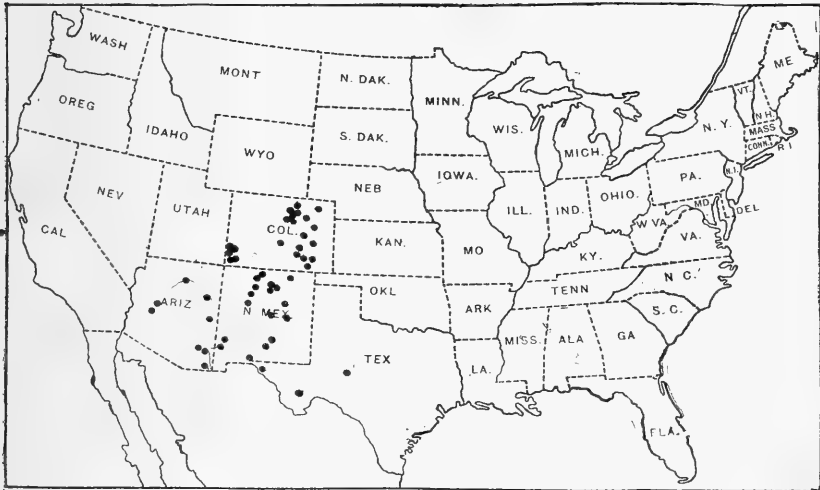 WASH
MONT
N. DAK.
MINN.
ME.
OREG
IDAHO
S. DAK.
WIS.
MICH.
VT.
N.H.
N.Y.
MASS
CONN.
R I
WYO
NEB
IOWA.
PA.
N.J.
NEV
UTAH
COL.
ILL.
IND.
OHIO.
MD.
DEL
W VA.
VA.
CAL
KAN.
MO
KY.
ARIZ
N MEX
OKL
ARK
TENN
N C.
S. C.
TEX
LA.
MISS.
ALA
GA
FLA.